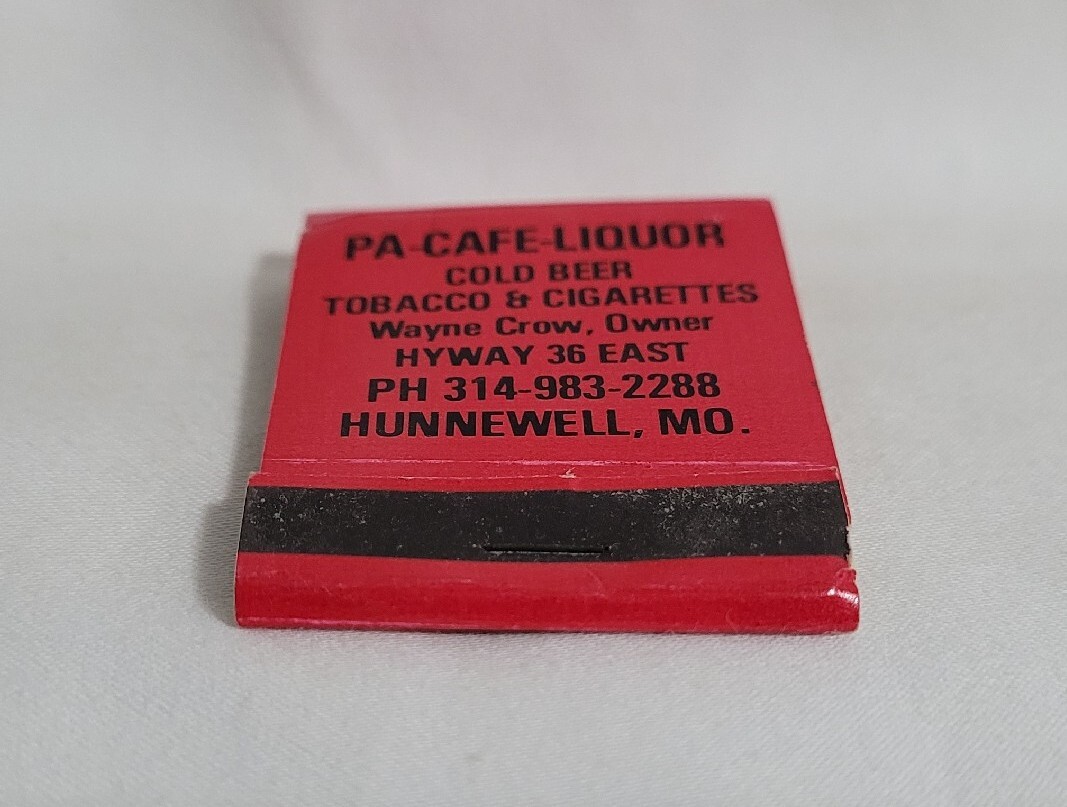 PA-CAFE-LIQUOR
COLD BEER
TOBACCO & CIGARETTES
Wayne Crow, Owner
HYWAY 36 EAST
PH 314-983-2288
HUNNEWELL, MO.